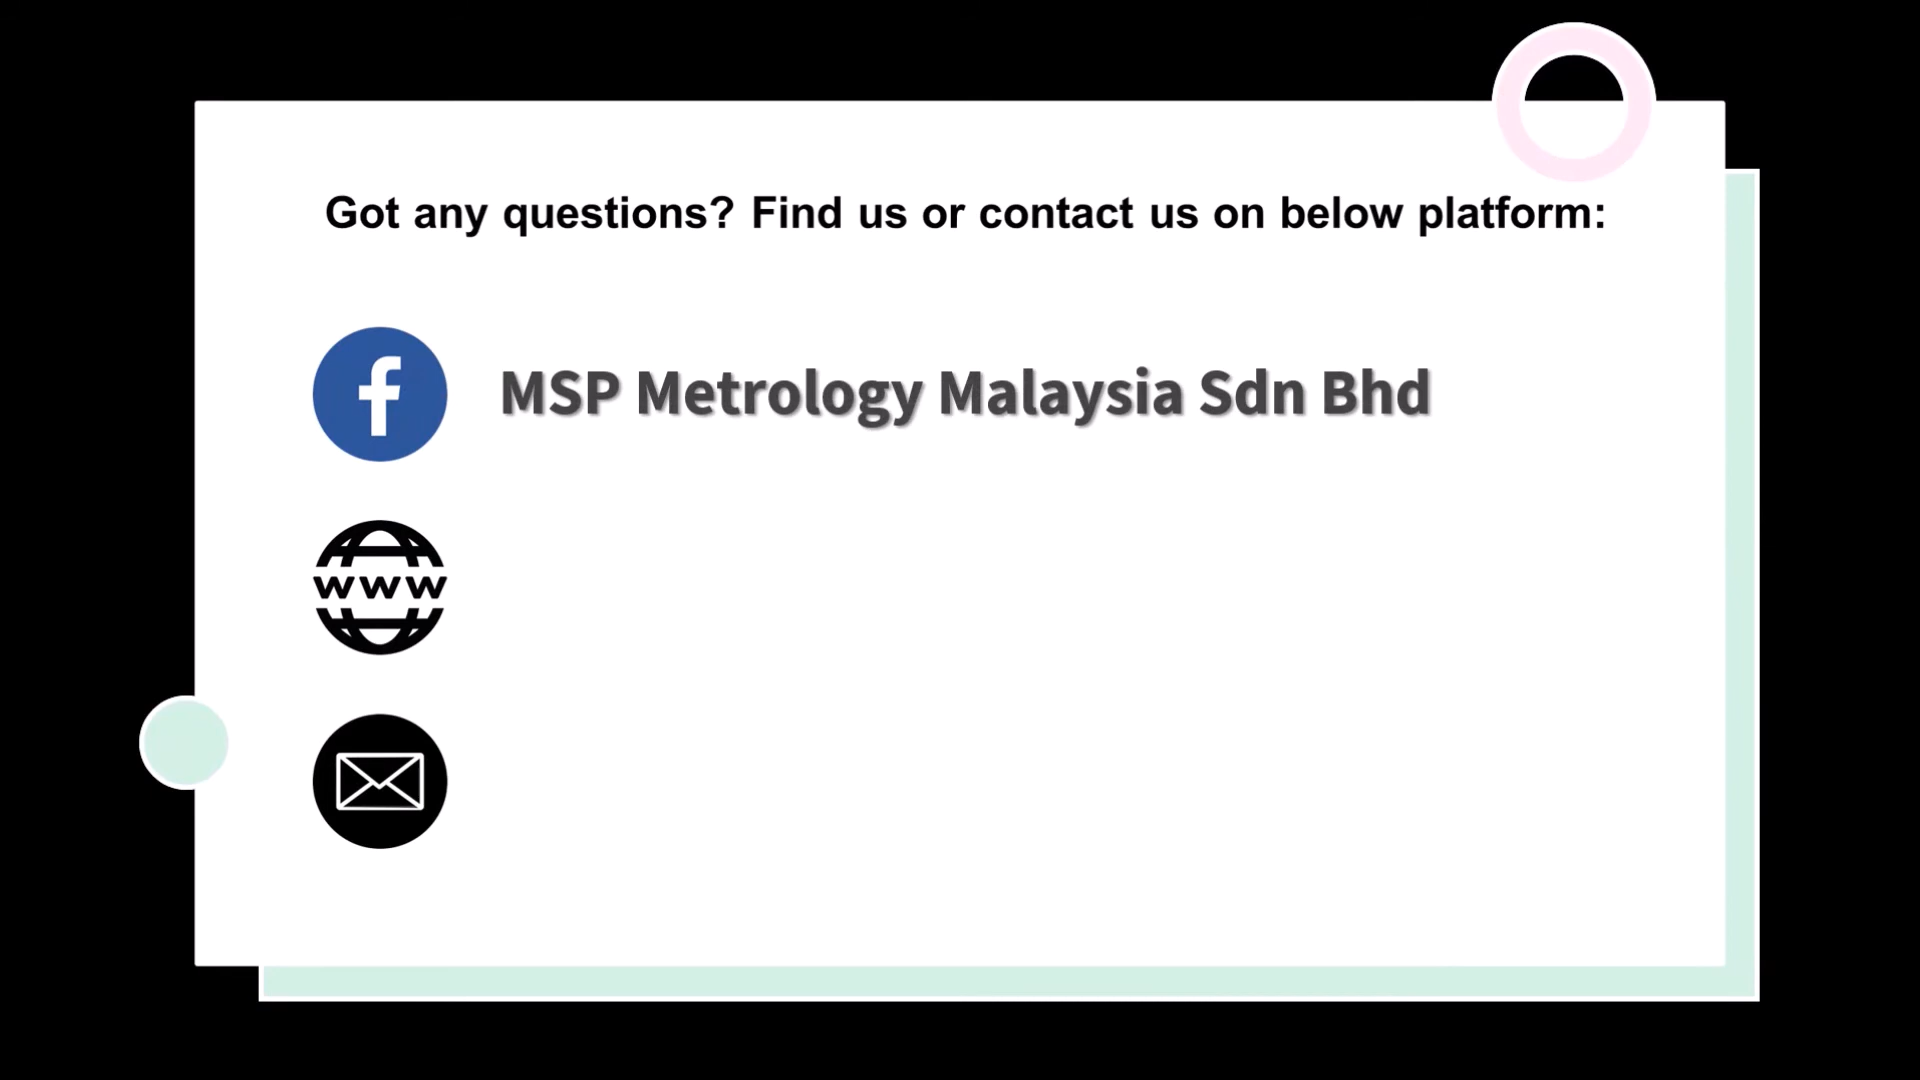 Got any questions? Find us or contact us on below platform:
f
MSP Metrology Malaysia Sdn Bhd
www